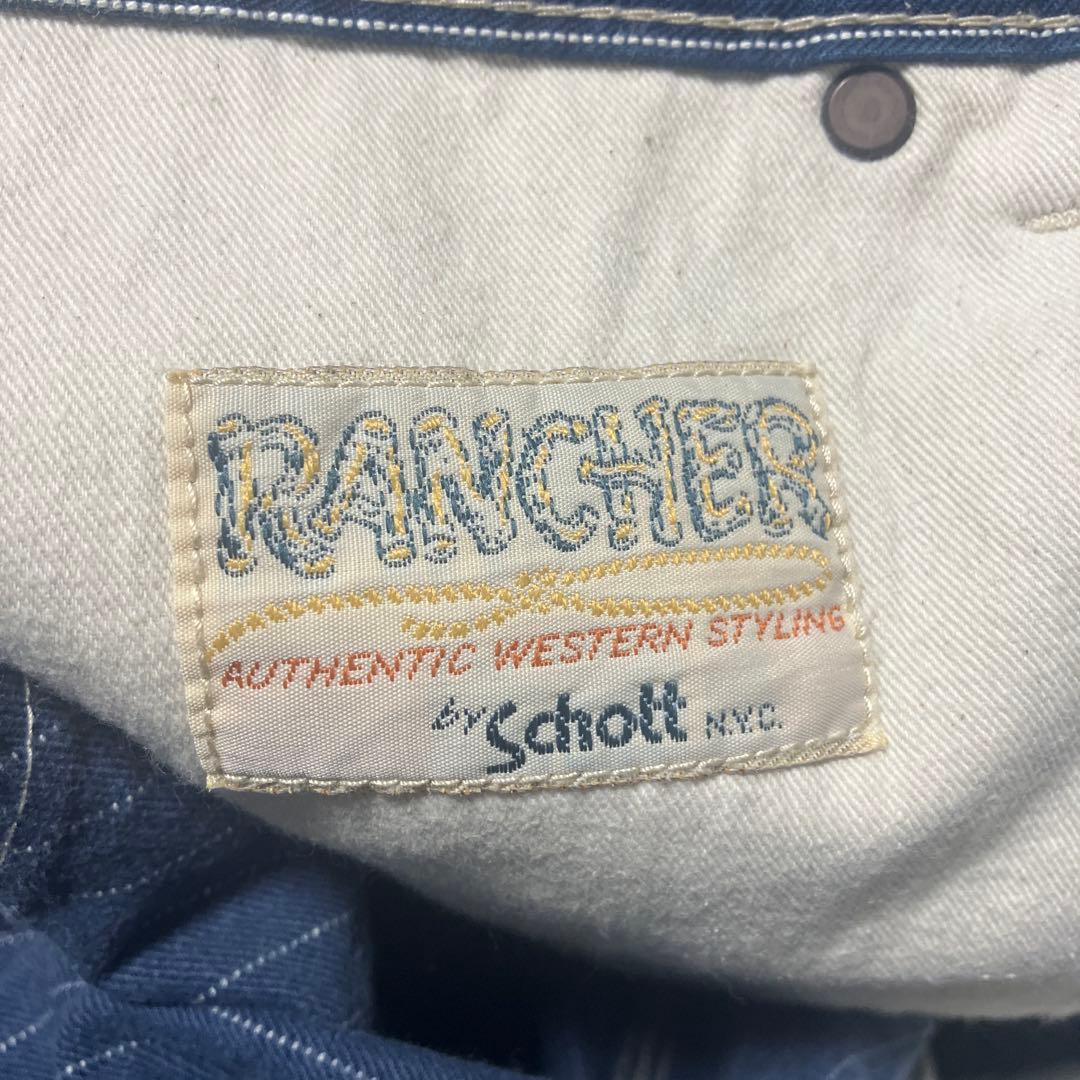 RANCHER
AUTHENTIC WESTERN STYLING
by Schott N.Y.C.